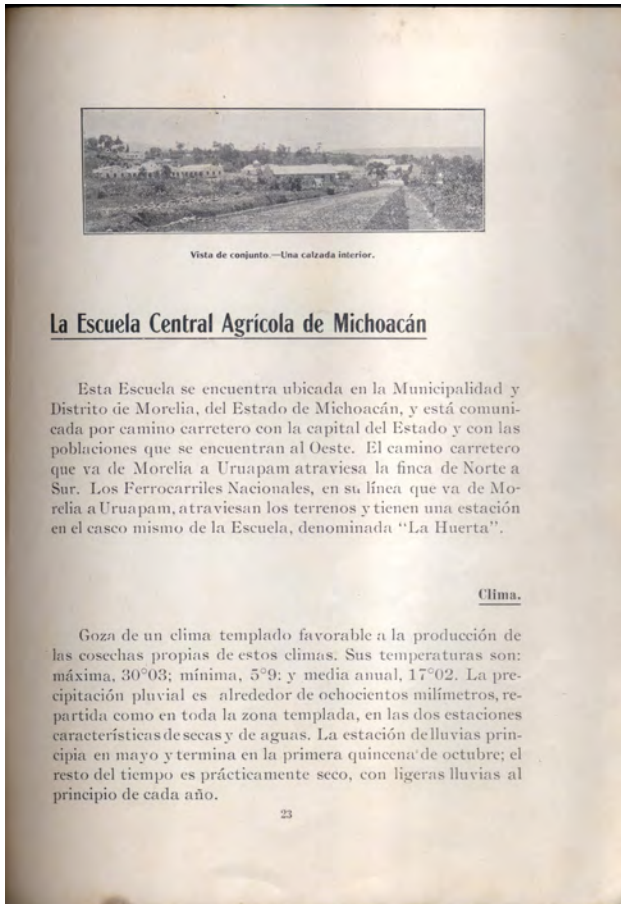 Vista de conjunto.—Una calzada interior.
La Escuela Central Agrícola de Michoacán
Esta Escuela se encuentra ubicada en la Municipalidad y
Distrito de Morelia, del Estado de Michoacán, y está comuni-
cada por camino carretero con la capital del Estado y con las
poblaciones que se encuentran al Oeste. El camino carretero
que va de Morelia a Uruapam atraviesa la finca de Norte a
Sur. Los Ferrocarriles Nacionales, en su línea que va de Mo-
relia a Uruapam, atraviesan los terrenos y tienen una estación
en el casco mismo de la Escuela, denominada “La Huerta”.
Clima.
Goza de un clima templado favorable a la producción de
las cosechas propias de estos climas. Sus temperaturas son:
máxima, 30°03; mínima, 5°9: y media anual, 17°02. La pre-
cipitación pluvial es alrededor de ochocientos milímetros, re-
partida como en toda la zona templada, en las dos estaciones
características de secas y de aguas. La estación de lluvias prin-
cipia en mayo y termina en la primera quincena de octubre; el
resto del tiempo es prácticamente seco, con ligeras lluvias al
principio de cada año.
23